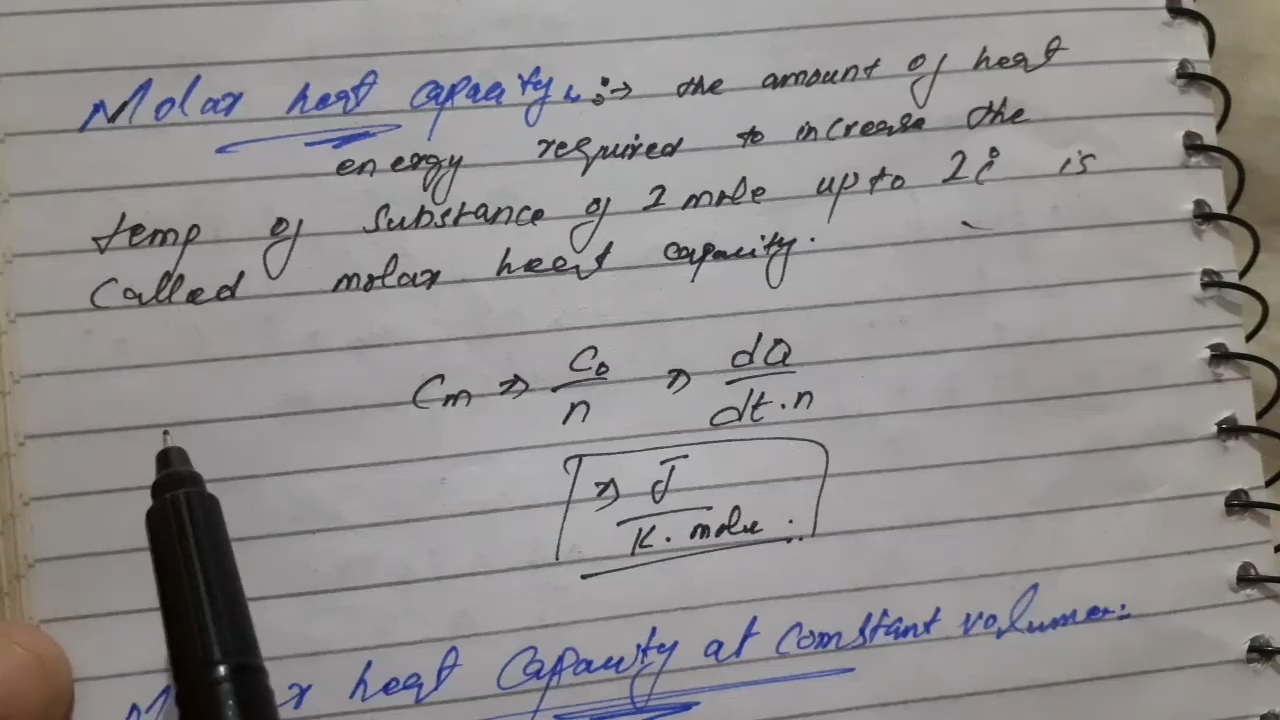 Molar heat capacity :→ the amount of heat
energy required to increase the
temp of substance of 1 mole up to 1° is
Called molar heat capacity.
Cm ⇒ C₀/n ⇒ dQ/dt.n
⇒ J/K. mole.
heat Capacity at constant volume: